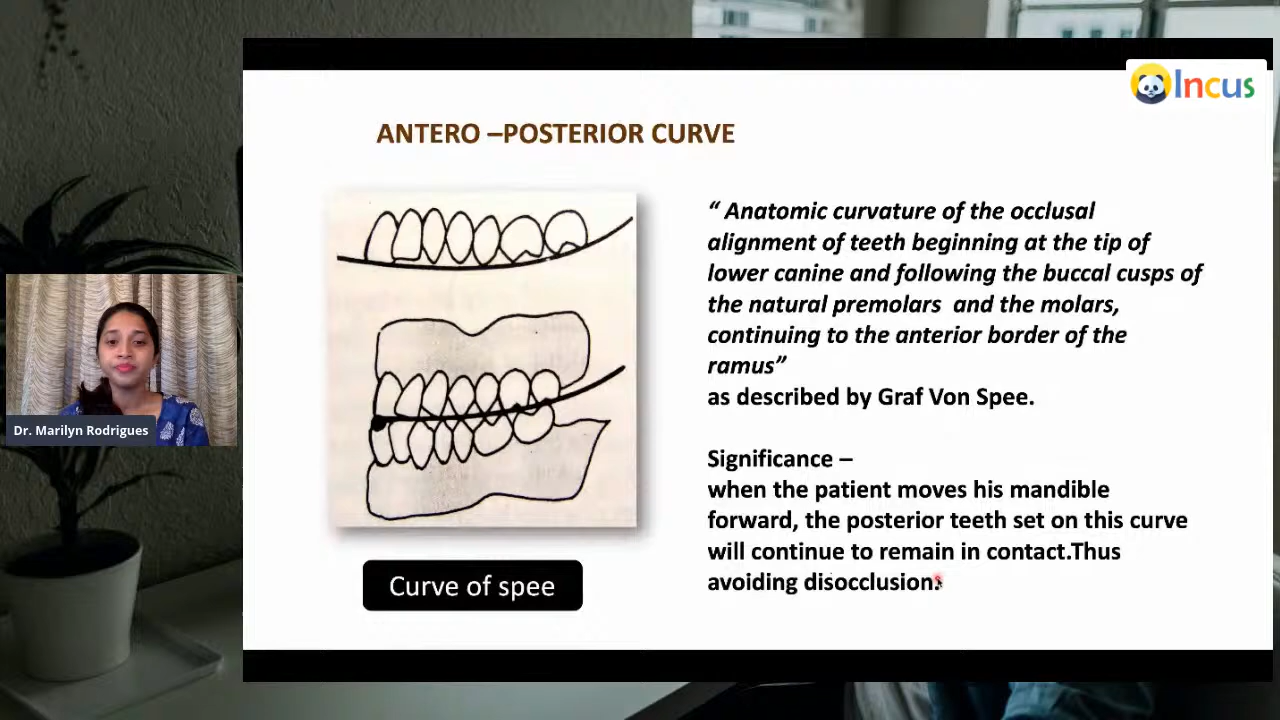 Incus
ANTERO –POSTERIOR CURVE
“ Anatomic curvature of the occlusal
alignment of teeth beginning at the tip of
lower canine and following the buccal cusps of
the natural premolars and the molars,
continuing to the anterior border of the
ramus”
as described by Graf Von Spee.
Significance –
when the patient moves his mandible
forward, the posterior teeth set on this curve
will continue to remain in contact.Thus
avoiding disocclusion.
Curve of spee
Dr. Marilyn Rodrigues